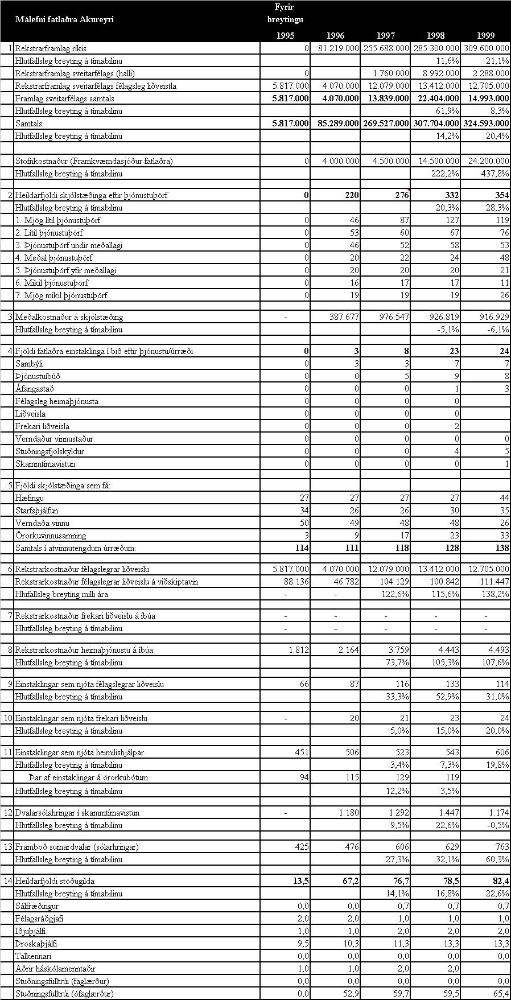 Fyrir
Málefni fatlaðra Akureyri breytingu
1995 1996 1997 1998 1999
1 Rekstrarframlag ríkis 0 81.219.000 255.688.000 285.300.000 309.600.000
Hlutfallsleg breyting á tímabilinu 11,6% 21,1%
Rekstrarframlag sveitarfélags (halli) 0 1.760.000 8.992.000 2.288.000
Rekstrarframlag sveitarfélags félagsleg liðveistla 5.817.000 4.070.000 12.079.000 13.412.000 12.705.000
Framlag sveitarfélags samtals 5.817.000 4.070.000 13.839.000 22.404.000 14.993.000
Hlutfallsleg breyting á tímabilinu 61,9% 8,3%
Samtals: 5.817.000 85.289.000 269.527.000 307.704.000 324.593.000
Hlutfallsleg breyting á tímabilinu 14,2% 20,4%
Stofnkostnaður (Framkvæmdasjóður fatlaðra) 0 4.000.000 4.500.000 14.500.000 24.200.000
Hlutfallsleg breyting á tímabilinu 222,2% 437,8%
2 Heildarfjöldi skjólstæðinga eftir þjónustuþörf 0 220 276 332 354
Hlutfallsleg breyting á tímabilinu 20,3% 28,3%
1. Mjög lítil þjónustuþörf 0 46 87 127 119
2. Lítil þjónustuþörf 0 53 60 67 76
3. Þjónustuþörf undir meðallagi 0 46 52 58 53
4. Meðal þjónustuþörf 0 20 22 24 48
5. Þjónustuþörf yfir meðallagi 0 20 20 20 21
6. Mikil þjónustuþörf 0 16 17 17 11
7. Mjög mikil þjónustuþörf 0 19 19 19 26
3 Meðalkostnaður á skjólstæðing - 387.677 976.547 926.819 916.929
Hlutfallsleg breyting á tímabilinu -5,1% -6,1%
4 Fjöldi fatlaðra einstaklinga í bið eftir þjónustu/úrræði 0 3 8 23 24
Sambýli 0 3 3 7 7
Þjónustuíbúð 0 0 5 9 8
Áfangastað 0 0 0 1 3
Félagsleg heimaþjónusta 0 0 0 0
Liðveisla 0 0 0 0
Frekari liðveisla 0 0 0 2
Verndaður vinnustaður 0 0 0 0 0
Stuðningsfjölskyldur 0 0 0 4 5
Skammtímavistun 0 0 0 0 1
5 Fjöldi skjólstæðinga sem fá:
Hæfingu 27 27 27 27 44
Starfsþjálfun 34 26 26 30 35
Verndaða vinnu 50 49 48 48 26
Örorkuvinnusamning 3 9 17 23 33
Samtals í atvinnutengdum úrræðum: 114 111 118 128 138
6 Rekstrarkostnaður félagslegrar liðveislu 5.817.000 4.070.000 12.079.000 13.412.000 12.705.000
Rekstrarkostnaður félagslegrar liðveislu á viðskiptavin 88.136 46.782 104.129 100.842 111.447
Hlufallsleg breyting milli ára - - 122,6% 115,6% 138,2%
7 Rekstrarkostnaður frekari liðveislu á íbúa - - - - -
Hlutfallsleg breyting á tímabilinu - - - - -
8 Rekstrarkostnaður heimaþjónustu á íbúa 1.812 2.164 3.759 4.443 4.493
Hlutfallsleg breyting á tímabilinu 73,7% 105,3% 107,6%
9 Einstaklingar sem njóta félagslegrar liðveislu 66 87 116 133 114
Hlutfallsleg breyting á tímabilinu 33,3% 52,9% 31,0%
10 Einstaklingar sem njóta frekari liðveislu - 20 21 23 24
Hlutfallsleg breyting á tímabilinu 5,0% 15,0% 20,0%
11 Einstaklingar sem njóta heimilishjálpar 451 506 523 543 606
Hlutfallsleg breyting á tímabilinu 3,4% 7,3% 19,8%
Þar af einstaklingar á örorkubótum 94 115 129 119
Hlutfallsleg breyting á tímabilinu 12,2% 3,5%
12 Dvalarsólahringar í skammtímavistun - 1.180 1.292 1.447 1.174
Hlutfallsleg breyting á tímabilinu 9,5% 22,6% -0,5%
13 Framboð sumardvalar (sólarhringar) 425 476 606 629 763
Hlutfallsleg breyting á tímabilinu 27,3% 32,1% 60,3%
14 Heildarfjöldi stöðugilda 13,5 67,2 76,7 78,5 82,4
Hlutfallsleg breyting á tímabilinu 14,1% 16,8% 22,6%
Sálfræðingur 0,0 0,0 0,7 0,7 0,7
Félagsráðgjafi 2,0 2,0 1,0 1,0 1,0
Iðjuþjálfi 1,0 1,0 2,0 2,0 2,0
Þroskaþjálfi 9,5 10,3 11,3 13,3 13,3
Talkennari 0,0 0,0 0,0 0,0 0,0
Aðrir háskólamenntaðir 1,0 1,0 2,0 2,0
Stuðningsfulltrúi (faglærður) 0,0 0,0 0,0 0,0 0,0
Stuðningsfulltrúi (ófaglærður) 0,0 52,9 59,7 59,5 65,4